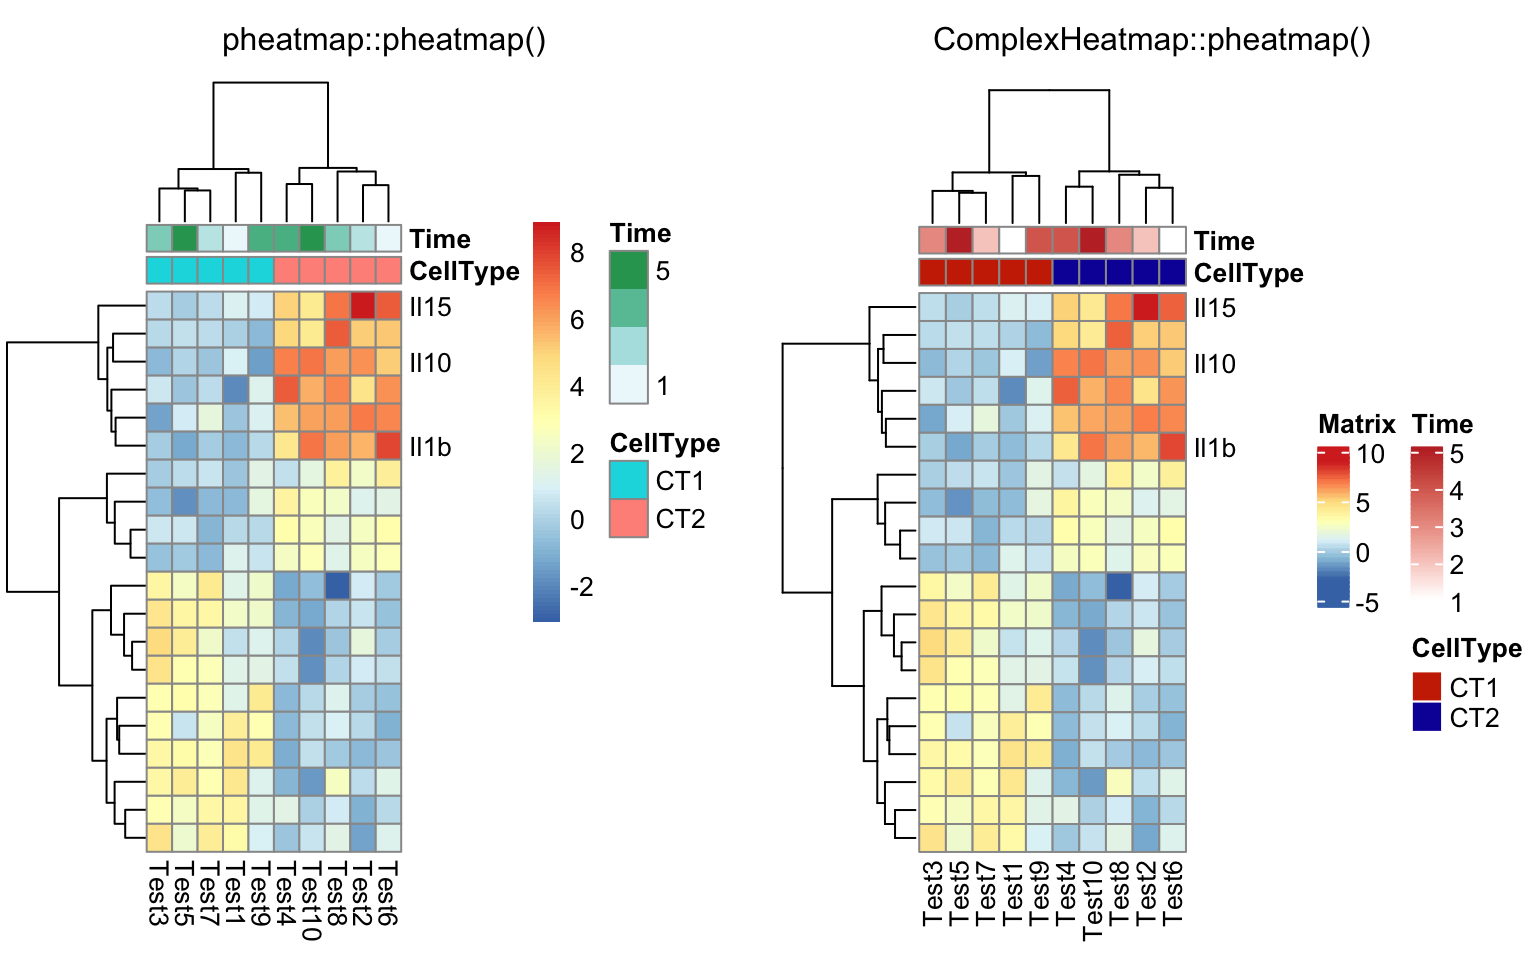 pheatmap::pheatmap()
Time
CellType
Il15
Il10
Il1b
Test3
Test5
Test7
Test1
Test9
Test4
Test10
Test8
Test2
Test6
8
6
4
2
0
-2
Time
5
1
CellType
CT1
CT2
ComplexHeatmap::pheatmap()
Time
CellType
Il15
Il10
Il1b
Test3
Test5
Test7
Test1
Test9
Test4
Test10
Test8
Test2
Test6
Matrix
10
5
0
-5
Time
5
4
3
2
1
CellType
CT1
CT2